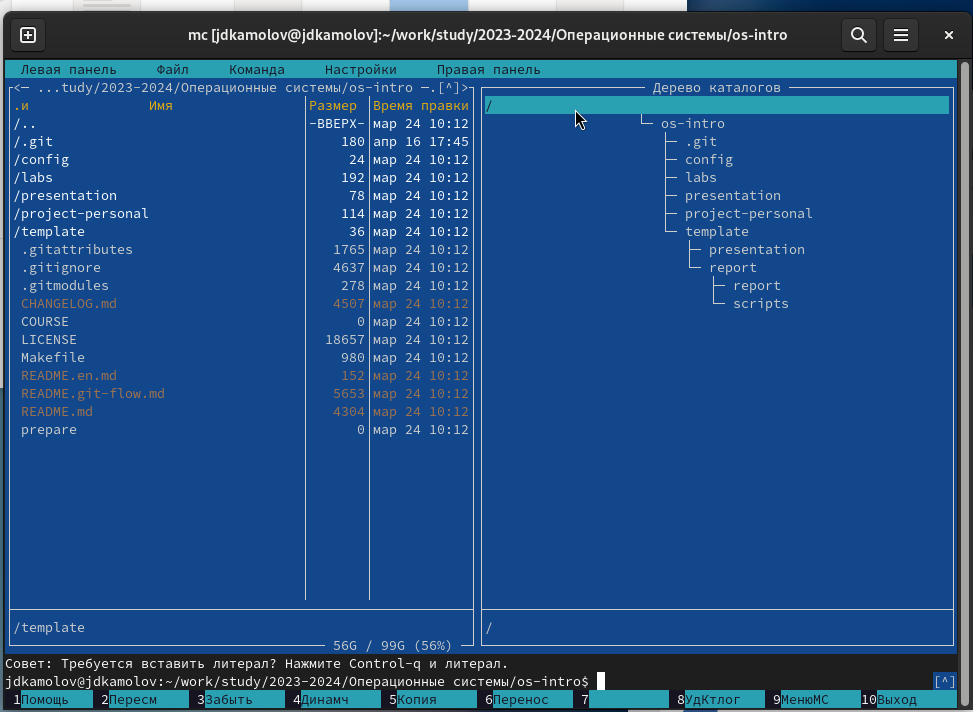 mc [jdkamolov@jdkamolov]:~/work/study/2023-2024/Операционные системы/os-intro
Левая панель Файл Команда Настройки Правая панель
<— ...tudy/2023-2024/Операционные системы/os-intro —.[^]>
.и Имя Размер Время правки
/.. -ВВЕРХ- мар 24 10:12
/.git 180 апр 16 17:45
/config 24 мар 24 10:12
/labs 192 мар 24 10:12
/presentation 78 мар 24 10:12
/project-personal 114 мар 24 10:12
/template 36 мар 24 10:12
.gitattributes 1765 мар 24 10:12
.gitignore 4637 мар 24 10:12
.gitmodules 278 мар 24 10:12
CHANGELOG.md 4507 мар 24 10:12
COURSE 0 мар 24 10:12
LICENSE 18657 мар 24 10:12
Makefile 980 мар 24 10:12
README.en.md 152 мар 24 10:12
README.git-flow.md 5653 мар 24 10:12
README.md 4304 мар 24 10:12
prepare 0 мар 24 10:12
/template
56G / 99G (56%)
Дерево каталогов
/
os-intro
.git
config
labs
presentation
project-personal
template
presentation
report
report
scripts
/
Совет: Требуется вставить литерал? Нажмите Control-q и литерал.
jdkamolov@jdkamolov:~/work/study/2023-2024/Операционные системы/os-intro$ [^]
1Помощь 2Пересм 3Забыть 4Динамч 5Копия 6Перенос 7 8УдКтлог 9МенюМС 10Выход